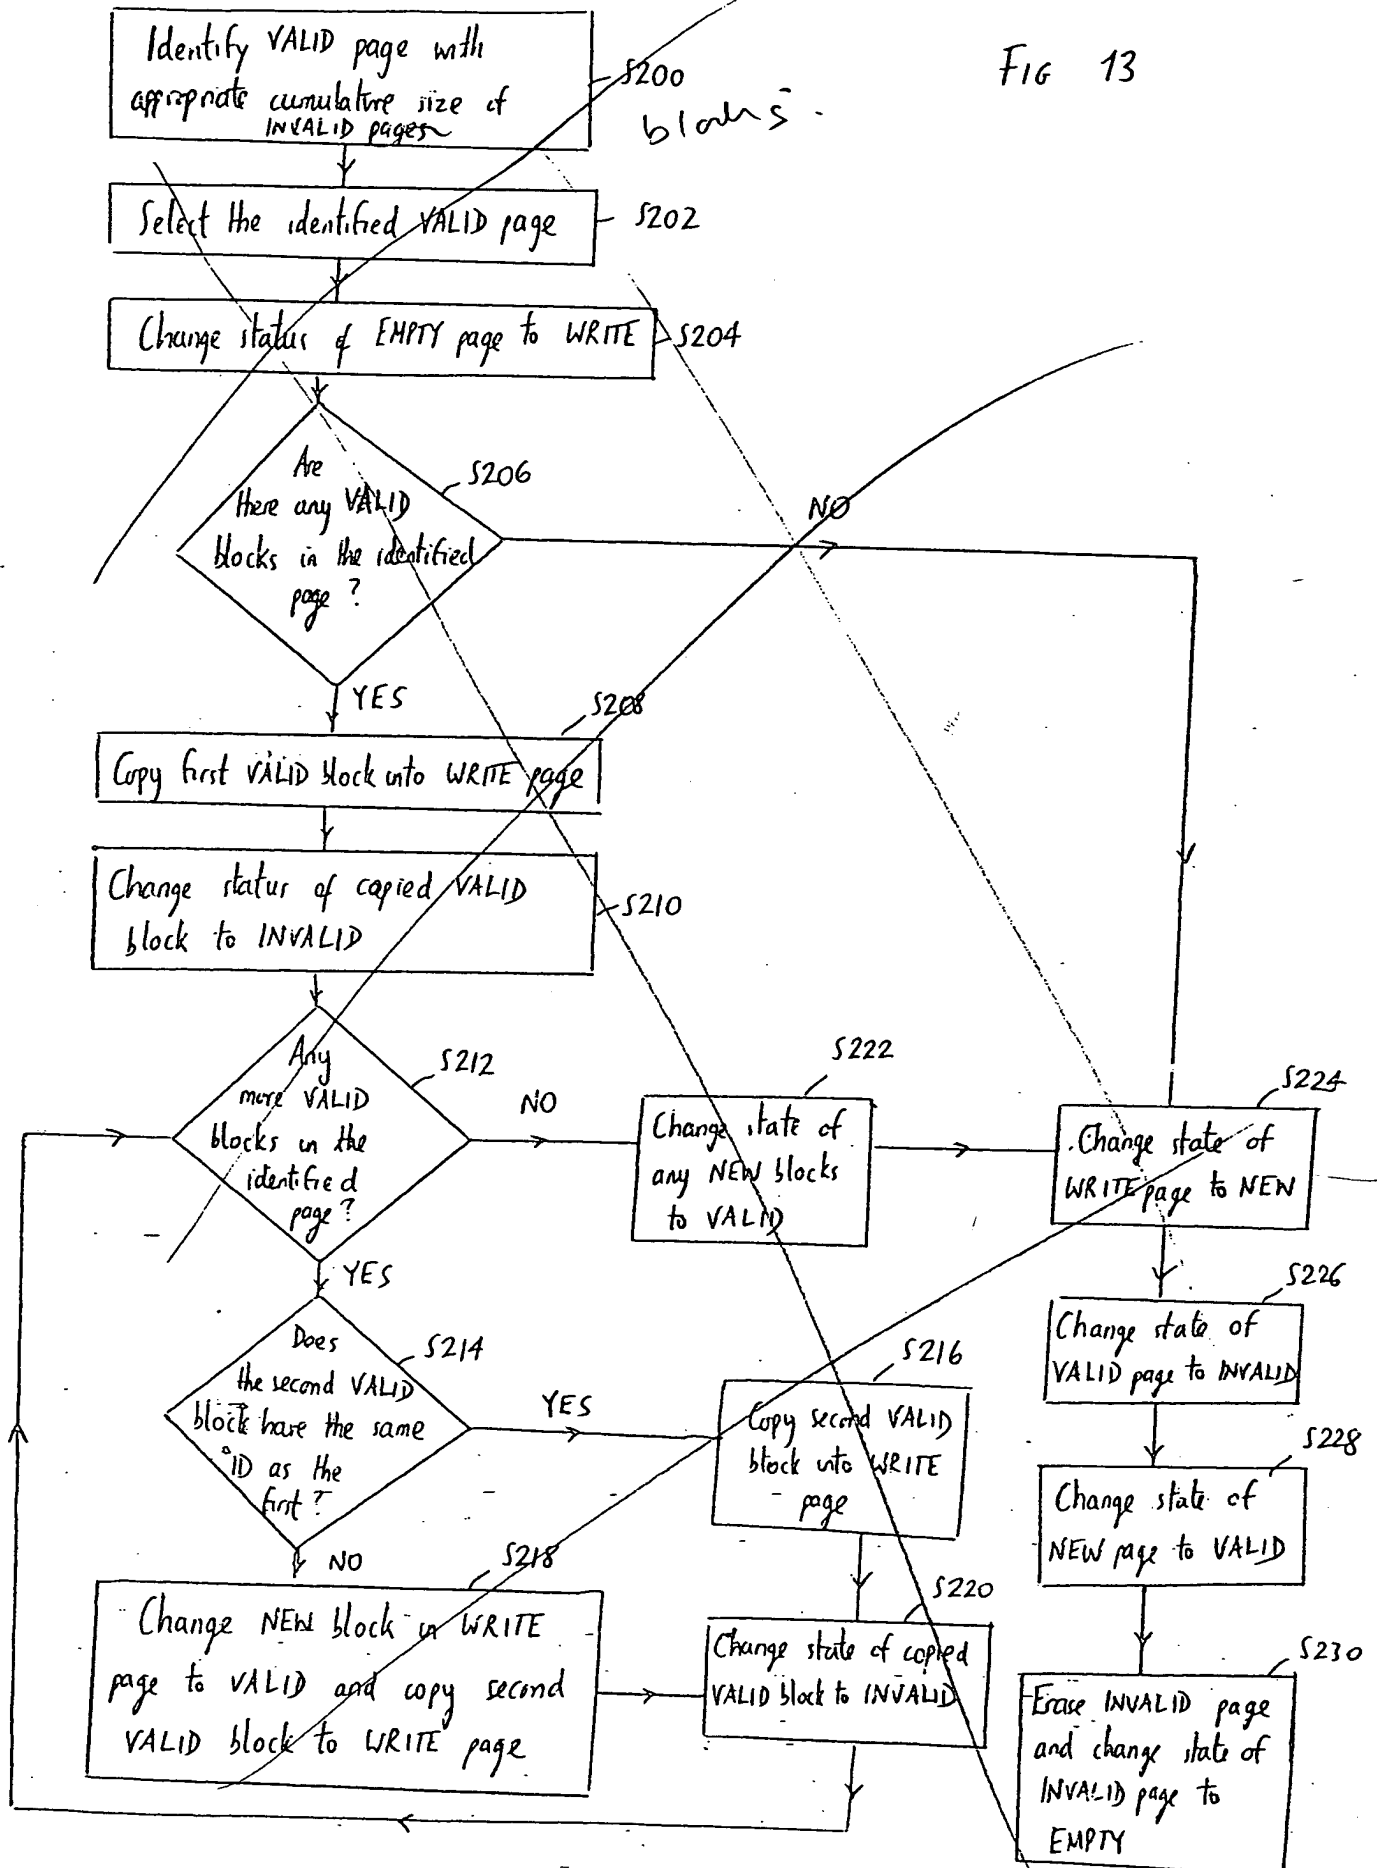 FIG 13
Identify VALID page with
appropriate cumulative size of
INVALID pages
S200
blocks.
Select the identified VALID page
S202
Change status of EMPTY page to WRITE
S204
Are
there any VALID
blocks in the identified
page?
S206
NO
YES
S208
Copy first VALID block into WRITE page
Change status of copied VALID
block to INVALID
S210
Any
more VALID
blocks in the
identified
page?
S212
NO
S222
Change state of
any NEW blocks
to VALID
S224
Change state of
WRITE page to NEW
YES
S226
Change state of
VALID page to INVALID
Does
the second VALID
block have the same
ID as the
first?
S214
YES
S216
Copy second VALID
block into WRITE
page
S228
Change state of
NEW page to VALID
NO
S218
Change NEW block in WRITE
page to VALID and copy second
VALID block to WRITE page
S220
Change state of copied
VALID block to INVALID
S230
Erase INVALID page
and change state of
INVALID page to
EMPTY